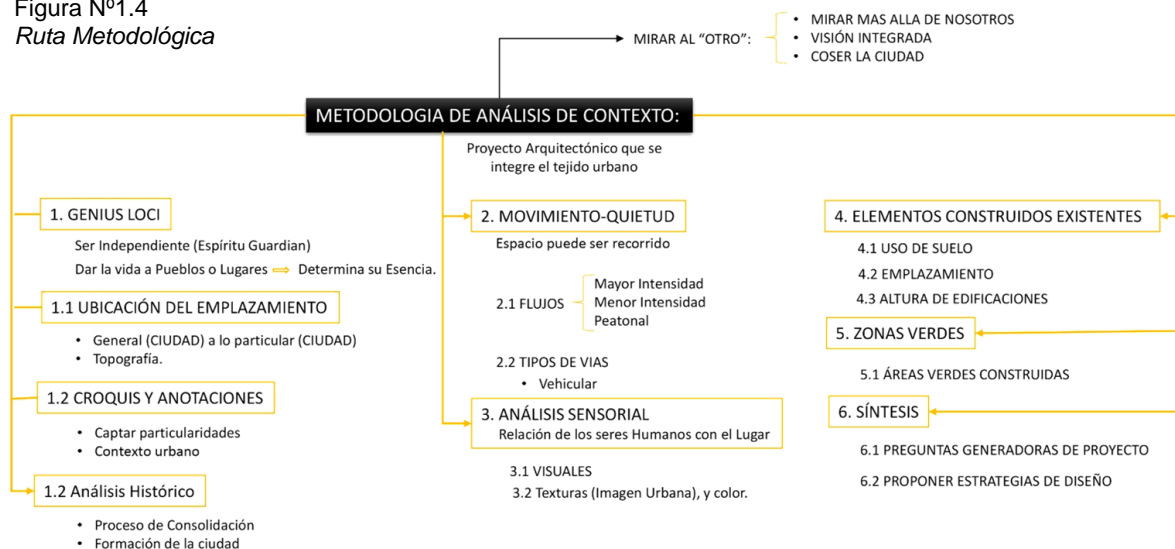 Figura Nº1.4
Ruta Metodológica
MIRAR AL “OTRO”:
• MIRAR MAS ALLA DE NOSOTROS
• VISIÓN INTEGRADA
• COSER LA CIUDAD
METODOLOGIA DE ANÁLISIS DE CONTEXTO:
Proyecto Arquitectónico que se
integre el tejido urbano
1. GENIUS LOCI
Ser Independiente (Espíritu Guardian)
Dar la vida a Pueblos o Lugares ⇨ Determina su Esencia.
1.1 UBICACIÓN DEL EMPLAZAMIENTO
• General (CIUDAD) a lo particular (CIUDAD)
• Topografía.
1.2 CROQUIS Y ANOTACIONES
• Captar particularidades
• Contexto urbano
1.2 Análisis Histórico
• Proceso de Consolidación
• Formación de la ciudad
2. MOVIMIENTO-QUIETUD
Espacio puede ser recorrido
2.1 FLUJOS
Mayor Intensidad
Menor Intensidad
Peatonal
2.2 TIPOS DE VIAS
• Vehicular
3. ANÁLISIS SENSORIAL
Relación de los seres Humanos con el Lugar
3.1 VISUALES
3.2 Texturas (Imagen Urbana), y color.
4. ELEMENTOS CONSTRUIDOS EXISTENTES
4.1 USO DE SUELO
4.2 EMPLAZAMIENTO
4.3 ALTURA DE EDIFICACIONES
5. ZONAS VERDES
5.1 ÁREAS VERDES CONSTRUIDAS
6. SÍNTESIS
6.1 PREGUNTAS GENERADORAS DE PROYECTO
6.2 PROPONER ESTRATEGIAS DE DISEÑO